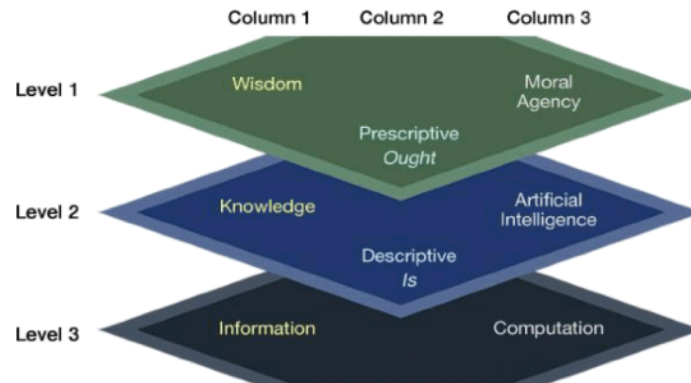 Column 1 Column 2 Column 3
Level 1
Wisdom
Moral
Agency
Prescriptive
Ought
Level 2
Knowledge
Artificial
Intelligence
Descriptive
Is
Level 3
Information
Computation